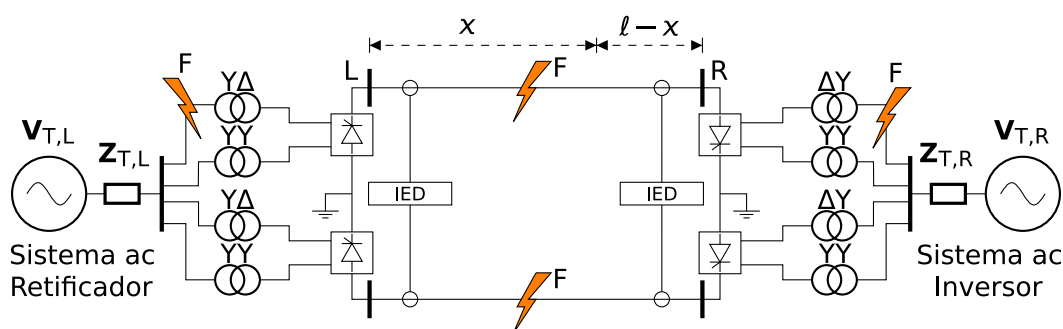 x
ℓ − x
F
YΔ
L
F
R
ΔY
F
V_T,L
Z_T,L
YY
YY
Z_T,R
V_T,R
IED
IED
YΔ
YY
ΔY
YY
Sistema ac
Retificador
Sistema ac
Inversor
F